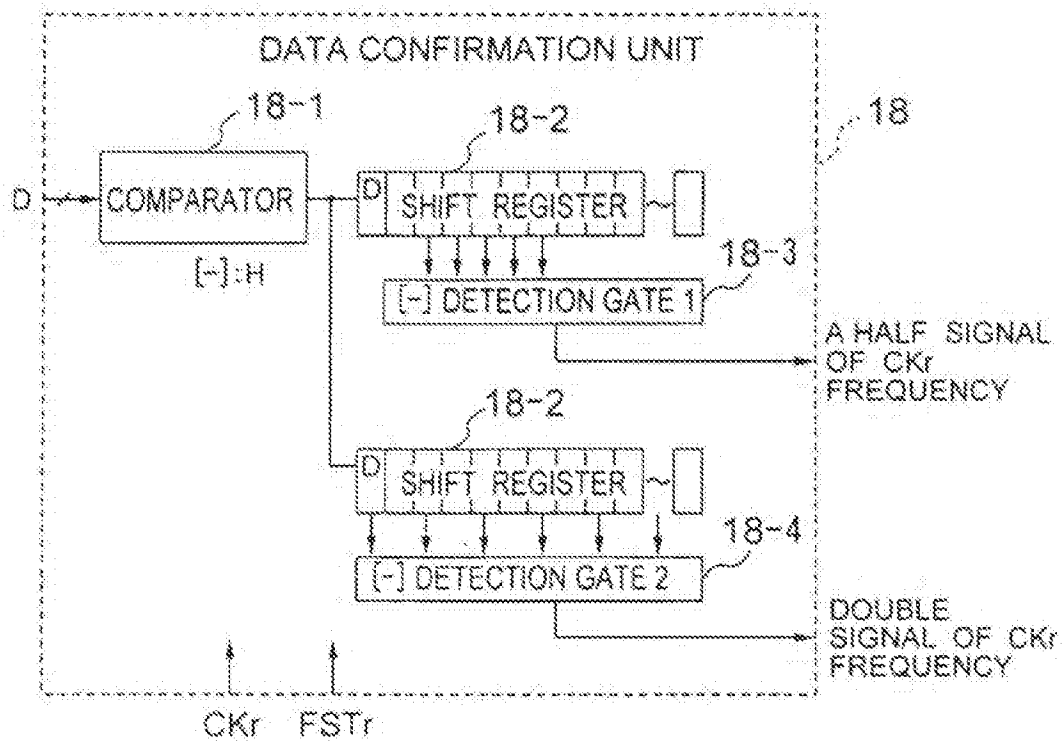 DATA CONFIRMATION UNIT
18-1
18-2
18
D
COMPARATOR
D
SHIFT REGISTER
[-]:H
18-3
[-] DETECTION GATE 1
A HALF SIGNAL
OF CKr
FREQUENCY
18-2
D
SHIFT REGISTER
18-4
[-] DETECTION GATE 2
DOUBLE
SIGNAL OF CKr
FREQUENCY
CKr
FSTr